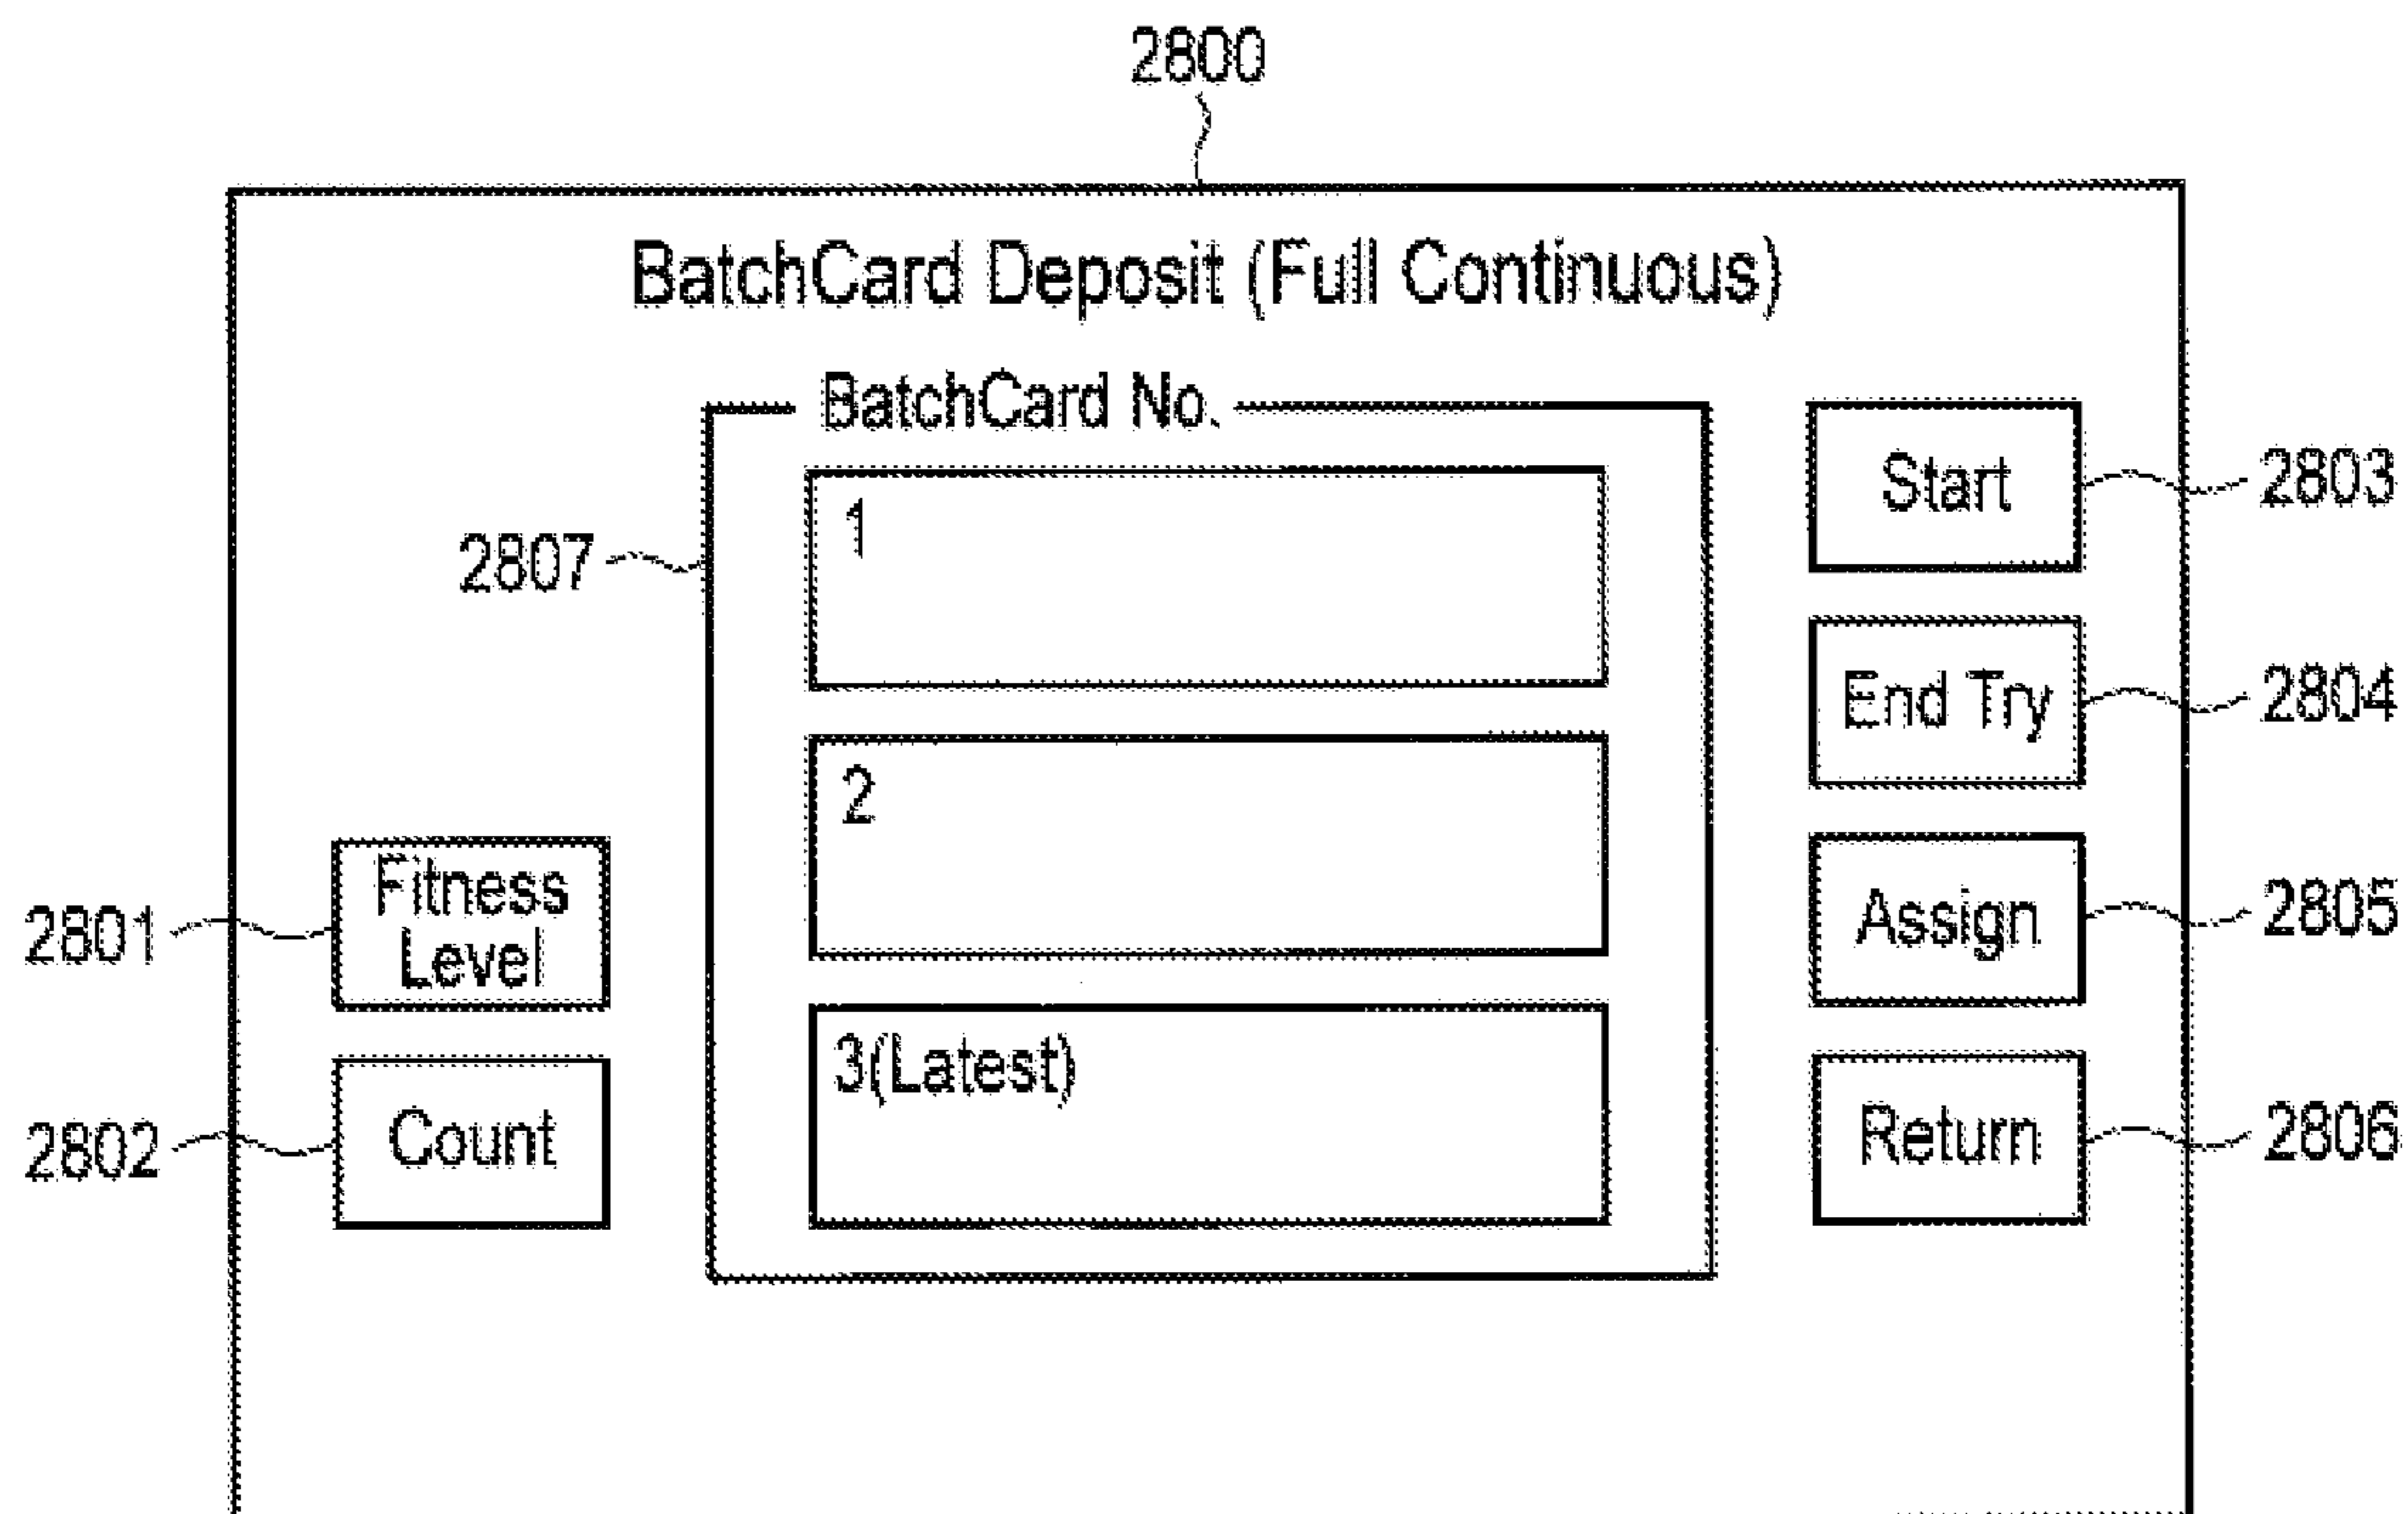 2800
BatchCard Deposit (Full Continuous)
BatchCard No.
1
2
3(Latest)
2807
Fitness
Level
2801
Count
2802
Start
2803
End Try
2804
Assign
2805
Return
2806